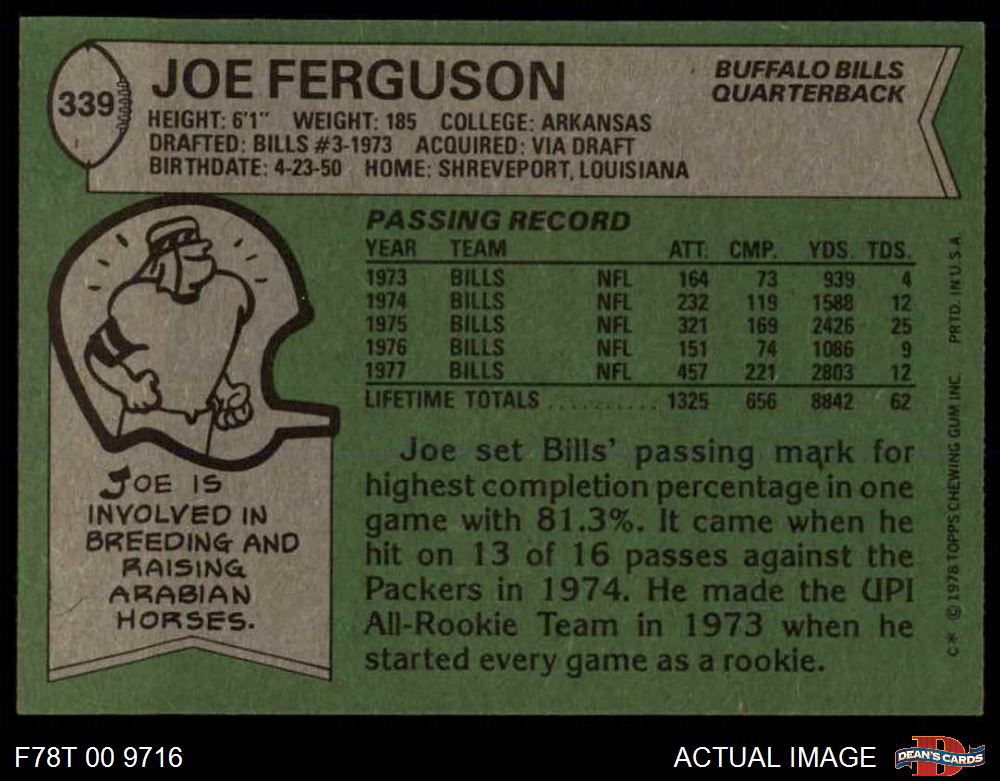 339
JOE FERGUSON
BUFFALO BILLS
QUARTERBACK
HEIGHT: 6'1" WEIGHT: 185 COLLEGE: ARKANSAS
DRAFTED: BILLS #3-1973 ACQUIRED: VIA DRAFT
BIRTHDATE: 4-23-50 HOME: SHREVEPORT, LOUISIANA
PASSING RECORD
YEAR TEAM ATT. CMP. YDS. TDS.
1973 BILLS NFL 164 73 939 4
1974 BILLS NFL 232 119 1588 12
1975 BILLS NFL 321 169 2426 25
1976 BILLS NFL 151 74 1086 9
1977 BILLS NFL 457 221 2803 12
LIFETIME TOTALS .......... 1325 656 8842 62
JOE IS
INVOLVED IN
BREEDING AND
RAISING
ARABIAN
HORSES.
Joe set Bills' passing mark for
highest completion percentage in one
game with 81.3%. It came when he
hit on 13 of 16 passes against the
Packers in 1974. He made the UPI
All-Rookie Team in 1973 when he
started every game as a rookie.
C* © 1978 TOPPS CHEWING GUM INC. PRTD. IN U.S.A.
F78T 00 9716
ACTUAL IMAGE
D
DEAN'S CARDS